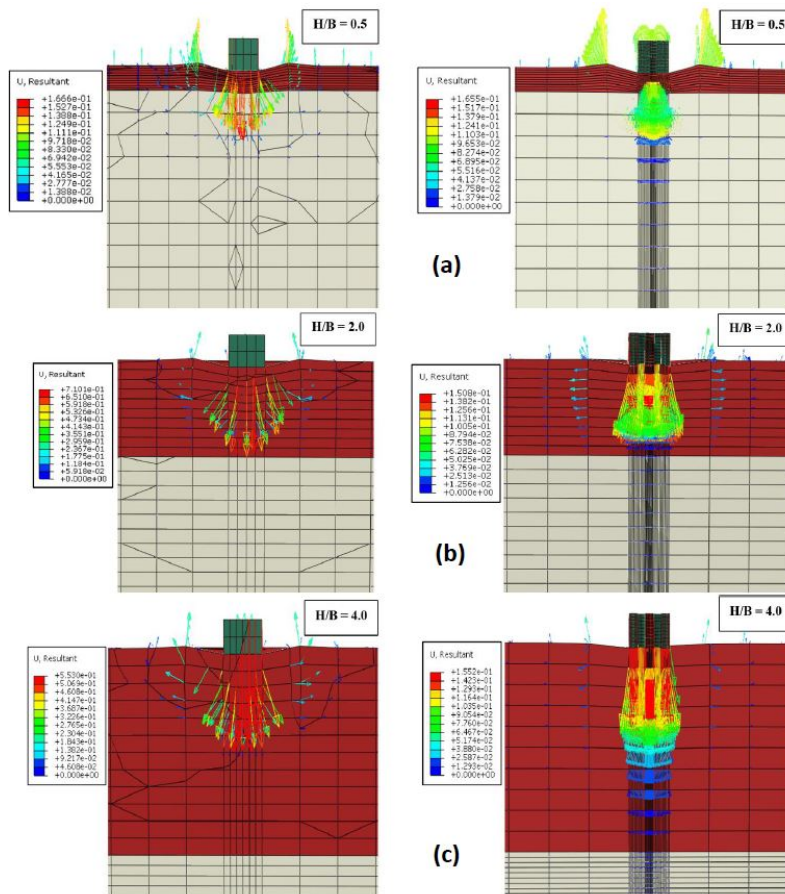 H/B = 0.5
U, Resultant
+1.666e-01
+1.527e-01
+1.388e-01
+1.249e-01
+1.111e-01
+9.718e-02
+8.330e-02
+6.942e-02
+5.553e-02
+4.165e-02
+2.777e-02
+1.388e-02
+0.000e+00
H/B = 0.5
U, Resultant
+1.655e-01
+1.517e-01
+1.379e-01
+1.241e-01
+1.103e-01
+9.653e-02
+8.274e-02
+6.895e-02
+5.516e-02
+4.137e-02
+2.758e-02
+1.379e-02
+0.000e+00
(a)
H/B = 2.0
U, Resultant
+7.101e-01
+6.510e-01
+5.918e-01
+5.326e-01
+4.734e-01
+4.143e-01
+3.551e-01
+2.959e-01
+2.367e-01
+1.775e-01
+1.184e-01
+5.918e-02
+0.000e+00
H/B = 2.0
U, Resultant
+1.508e-01
+1.382e-01
+1.256e-01
+1.131e-01
+1.005e-01
+8.794e-02
+7.538e-02
+6.282e-02
+5.025e-02
+3.769e-02
+2.513e-02
+1.256e-02
+0.000e+00
(b)
H/B = 4.0
U, Resultant
+5.530e-01
+5.069e-01
+4.608e-01
+4.147e-01
+3.687e-01
+3.226e-01
+2.765e-01
+2.304e-01
+1.843e-01
+1.382e-01
+9.217e-02
+4.608e-02
+0.000e+00
H/B = 4.0
U, Resultant
+1.552e-01
+1.423e-01
+1.293e-01
+1.164e-01
+1.035e-01
+9.054e-02
+7.760e-02
+6.467e-02
+5.174e-02
+3.880e-02
+2.587e-02
+1.293e-02
+0.000e+00
(c)